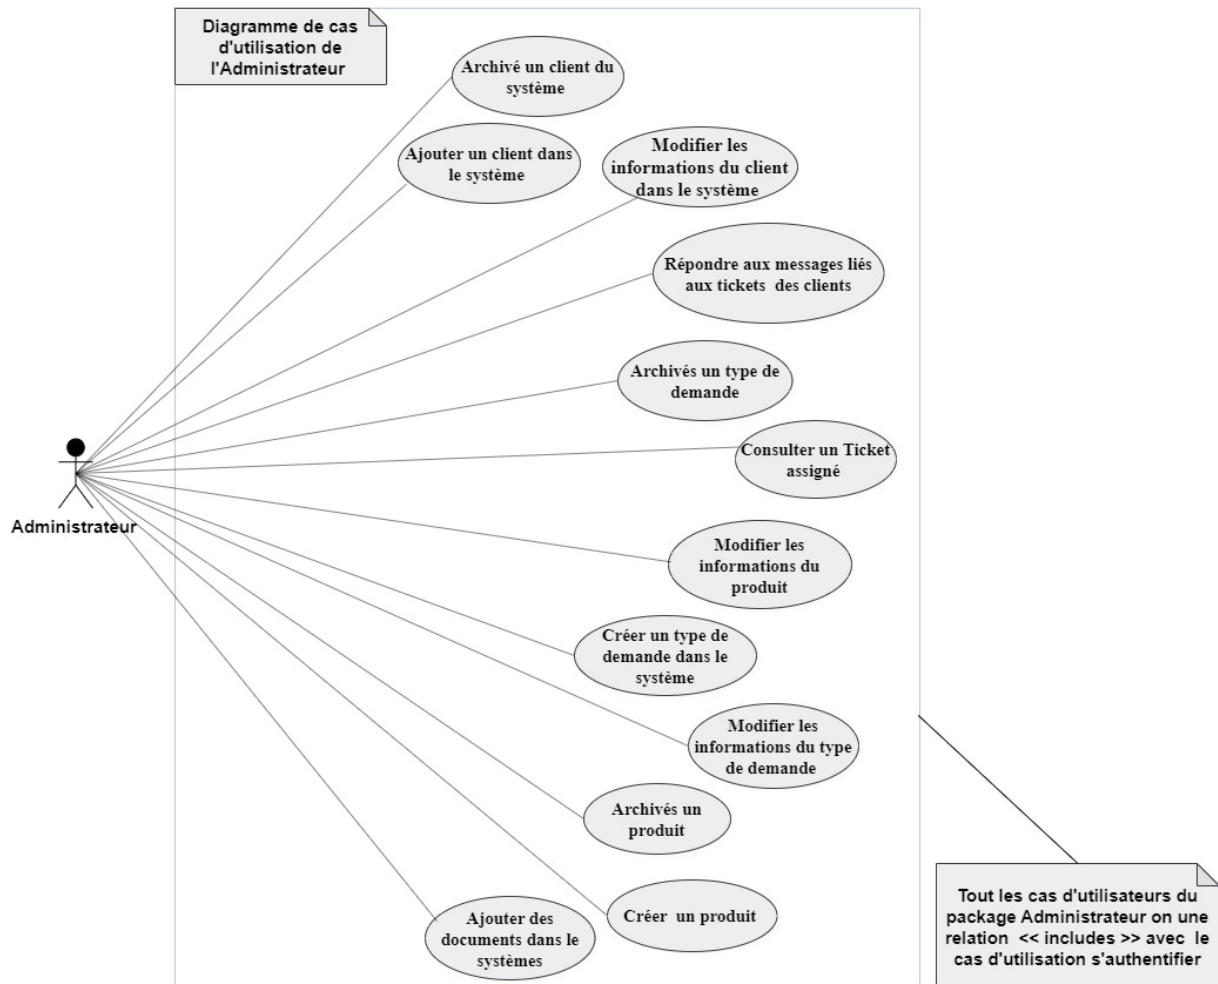 Diagramme de cas
d'utilisation de
l'Administrateur
Archivé un client du
système
Ajouter un client dans
le système
Modifier les
informations du client
dans le système
Répondre aux messages liés
aux tickets des clients
Archivés un type de
demande
Consulter un Ticket
assigné
Administrateur
Modifier les
informations du
produit
Créer un type de
demande dans le
système
Modifier les
informations du type
de demande
Archivés un
produit
Créer un produit
Ajouter des
documents dans le
systèmes
Tout les cas d'utilisateurs du
package Administrateur on une
relation << includes >> avec le
cas d'utilisation s'authentifier